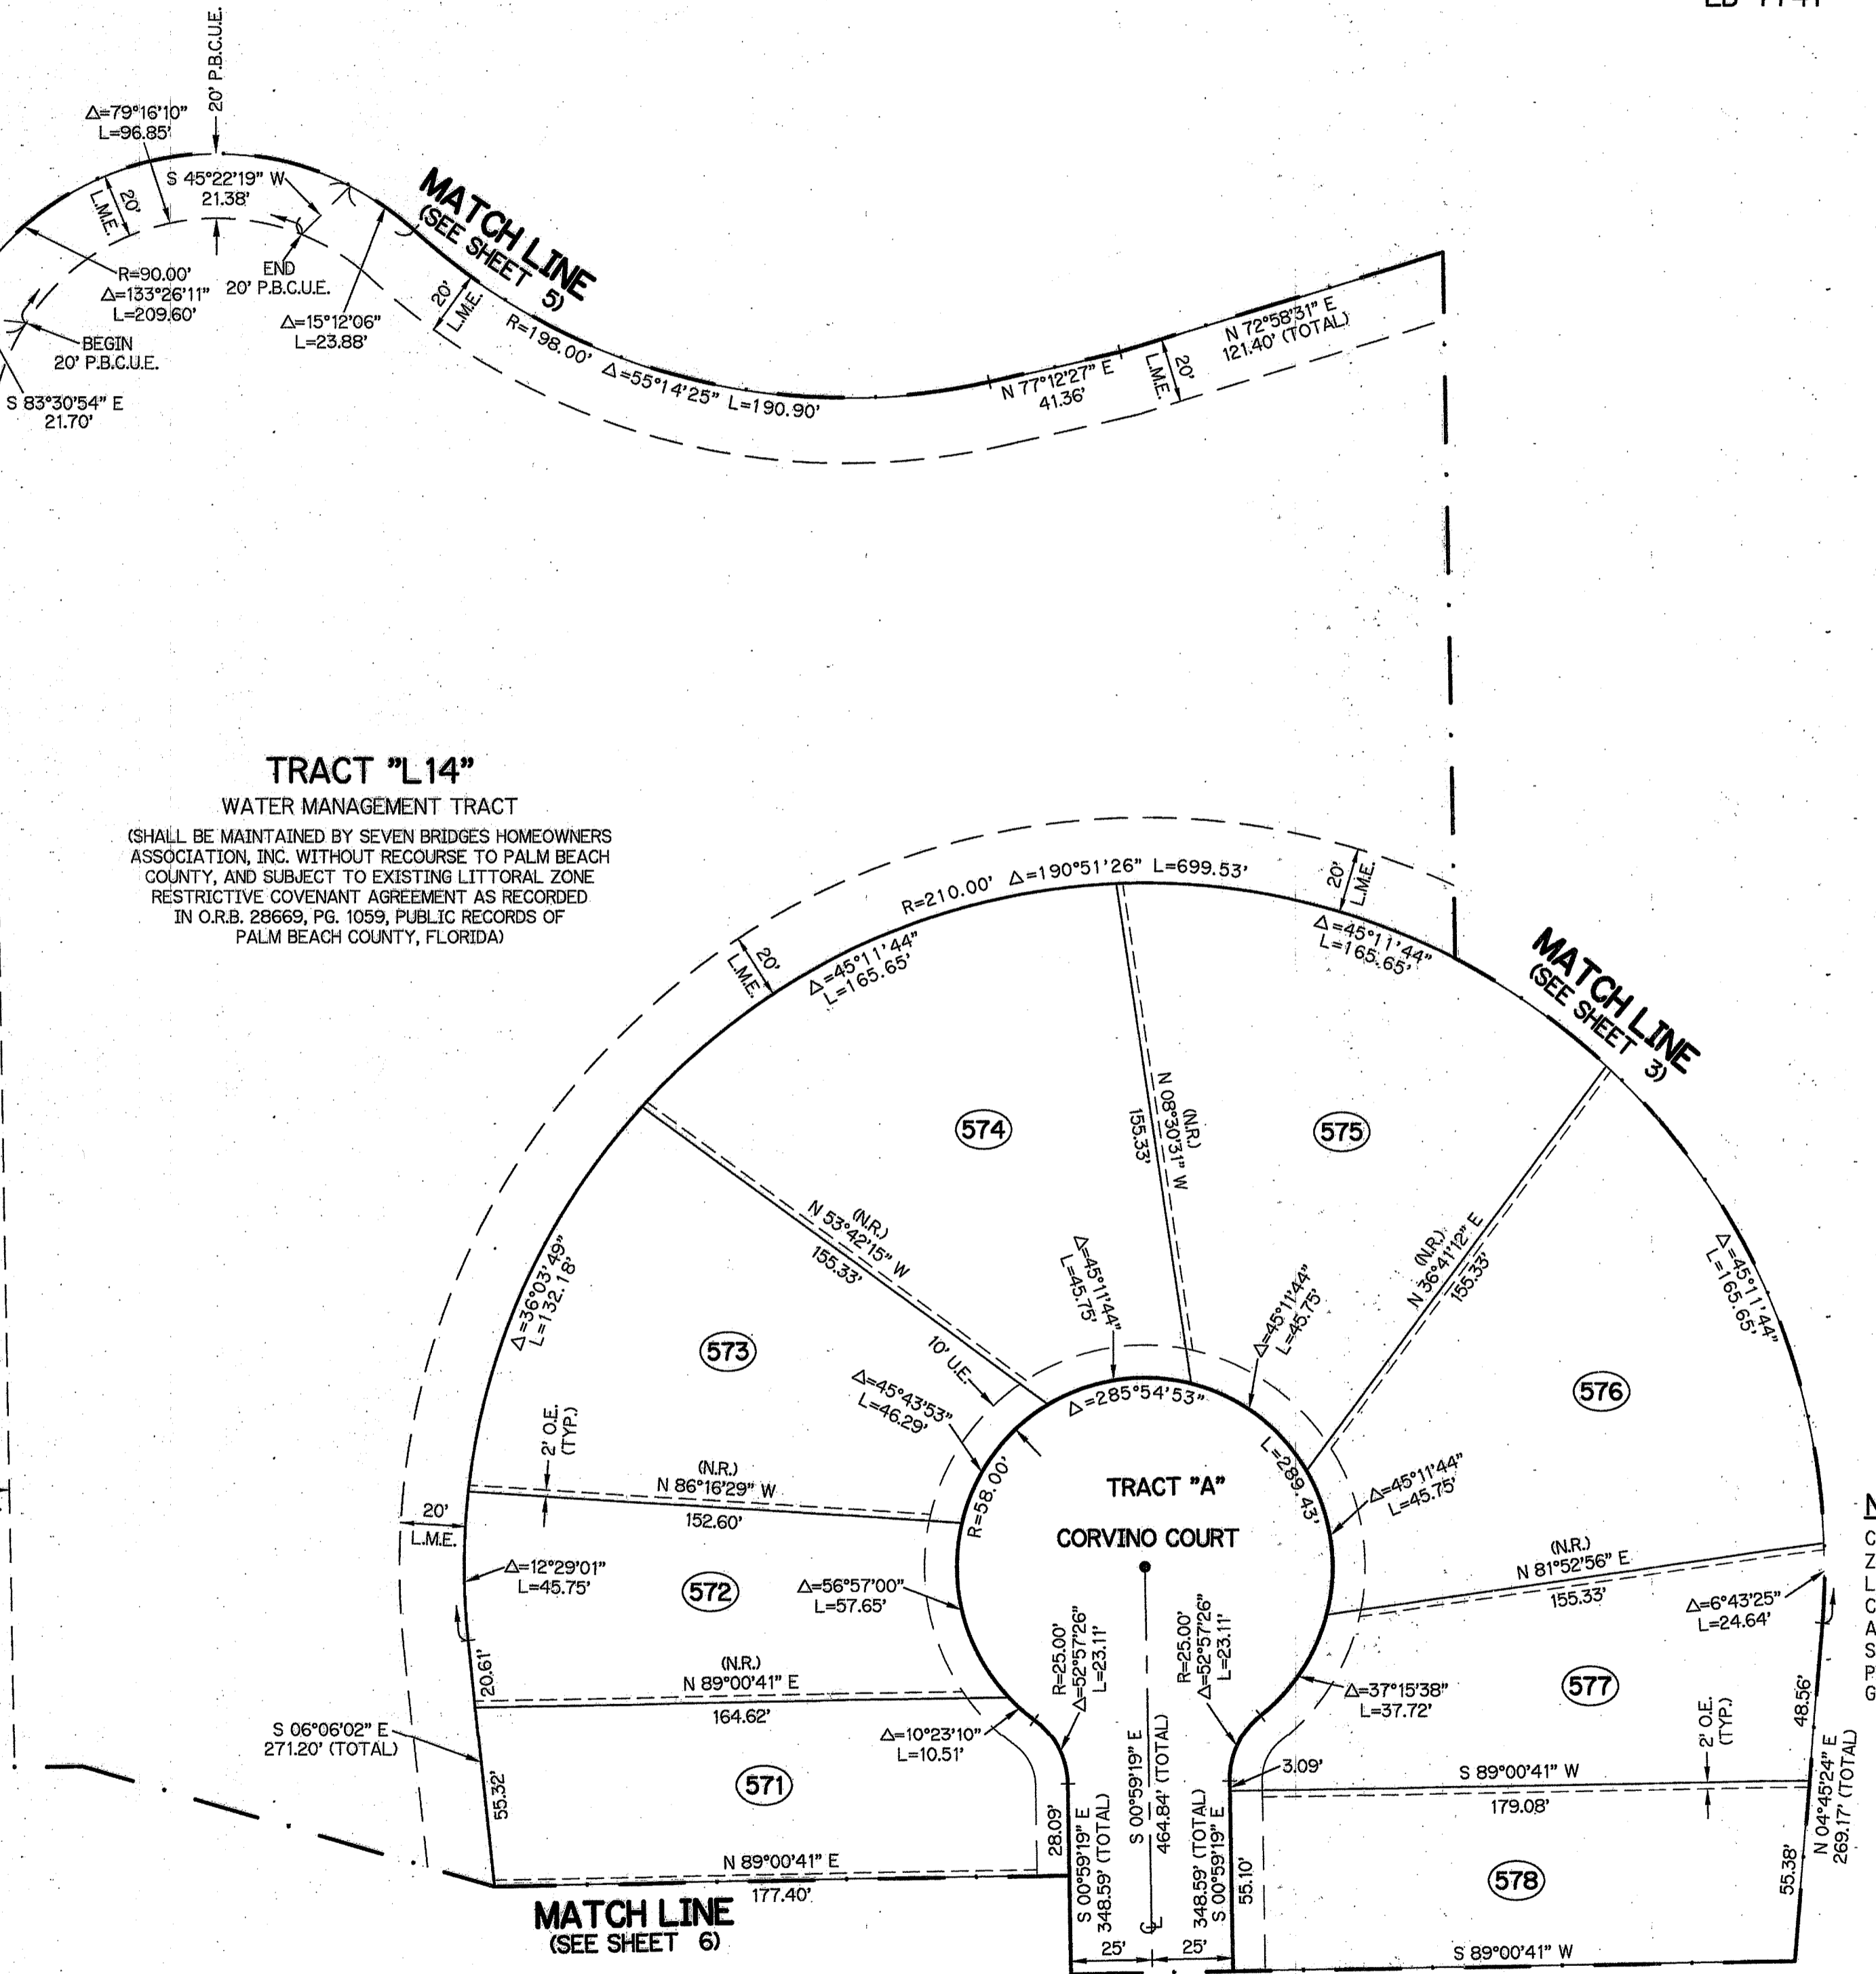 20' P.B.C.U.E.
Δ=79°16'10"
L=96.85'
S 45°22'19" W
21.38'
20'
L.M.E.
R=90.00'
Δ=133°26'11"
L=209.60'
END
20' P.B.C.U.E.
BEGIN
20' P.B.C.U.E.
Δ=15°12'06"
L=23.88'
S 83°30'54" E
21.70'
MATCH LINE
(SEE SHEET 5)
20'
L.M.E.
R=198.00' Δ=55°14'25" L=190.90'
N 77°12'27" E
41.36'
20'
L.M.E.
N 72°58'31" E
121.40' (TOTAL)
TRACT "L14"
WATER MANAGEMENT TRACT
(SHALL BE MAINTAINED BY SEVEN BRIDGES HOMEOWNERS
ASSOCIATION, INC. WITHOUT RECOURSE TO PALM BEACH
COUNTY, AND SUBJECT TO EXISTING LITTORAL ZONE
RESTRICTIVE COVENANT AGREEMENT AS RECORDED
IN O.R.B. 28669, PG. 1059, PUBLIC RECORDS OF
PALM BEACH COUNTY, FLORIDA)
R=210.00' Δ=190°51'26" L=699.53'
20'
L.M.E.
Δ=45°11'44"
L=165.65'
20'
L.M.E.
Δ=45°11'44"
L=165.65'
MATCH LINE
(SEE SHEET 3)
574
575
(N.R.)
N 08°30'31" W
155.33'
(N.R.)
N 53°42'15" W
155.33'
(N.R.)
N 36°41'12" E
155.33'
Δ=45°11'44"
L=165.65'
Δ=36°03'49"
L=132.18'
573
10' U.E.
Δ=45°11'44"
L=45.75'
Δ=45°11'44"
L=45.75'
576
Δ=45°43'53"
L=46.29'
Δ=285°54'53"
L=289.43'
R=58.00'
2' O.E.
(TYP.)
(N.R.)
N 86°16'29" W
152.60'
TRACT "A"
CORVINO COURT
Δ=45°11'44"
L=45.75'
20'
L.M.E.
Δ=12°29'01"
L=45.75'
572
Δ=56°57'00"
L=57.65'
(N.R.)
N 81°52'56" E
155.33'
Δ=6°43'25"
L=24.64'
20.61'
(N.R.)
N 89°00'41" E
164.62'
R=25.00'
Δ=52°57'26"
L=23.11'
R=25.00'
Δ=52°57'26"
L=23.11'
Δ=37°15'38"
L=37.72'
577
48.56'
S 06°06'02" E
271.20' (TOTAL)
Δ=10°23'10"
L=10.51'
55.32'
571
28.09'
S 00°59'19" E
348.59' (TOTAL)
S 00°59'19" E
464.84' (TOTAL)
348.59' (TOTAL)
S 00°59'19" E
55.10'
3.09'
S 89°00'41" W
179.08'
2' O.E.
(TYP.)
N 04°45'24" E
269.17' (TOTAL)
55.38'
578
N 89°00'41" E
177.40'
MATCH LINE
(SEE SHEET 6)
25'
℄
25'
S 89°00'41" W
N
C
Z
L
C
A
S
P
G